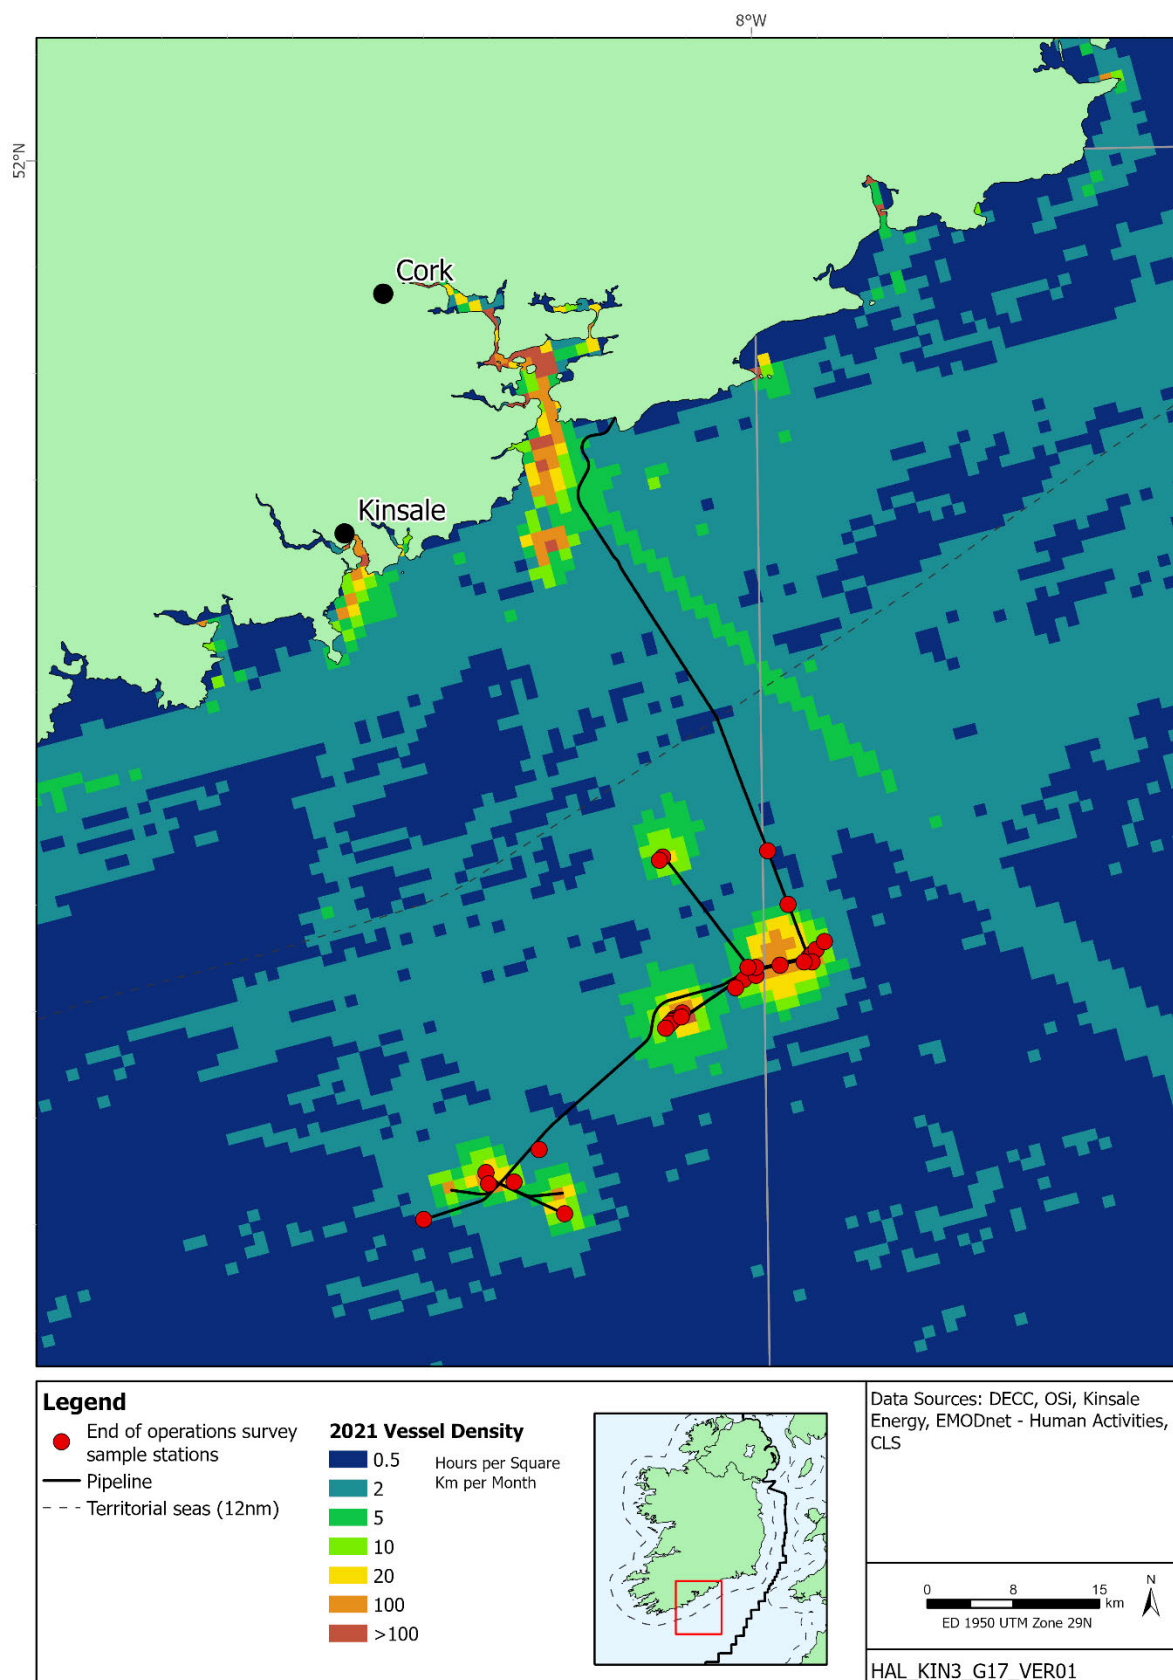 8°W
52°N
Cork
Kinsale
Legend
End of operations survey
sample stations
Pipeline
Territorial seas (12nm)
2021 Vessel Density
Hours per Square
Km per Month
0.5
2
5
10
20
100
>100
Data Sources: DECC, OSi, Kinsale
Energy, EMODnet - Human Activities,
CLS
N
0 8 15
km
ED 1950 UTM Zone 29N
HAL_KIN3_G17_VER01